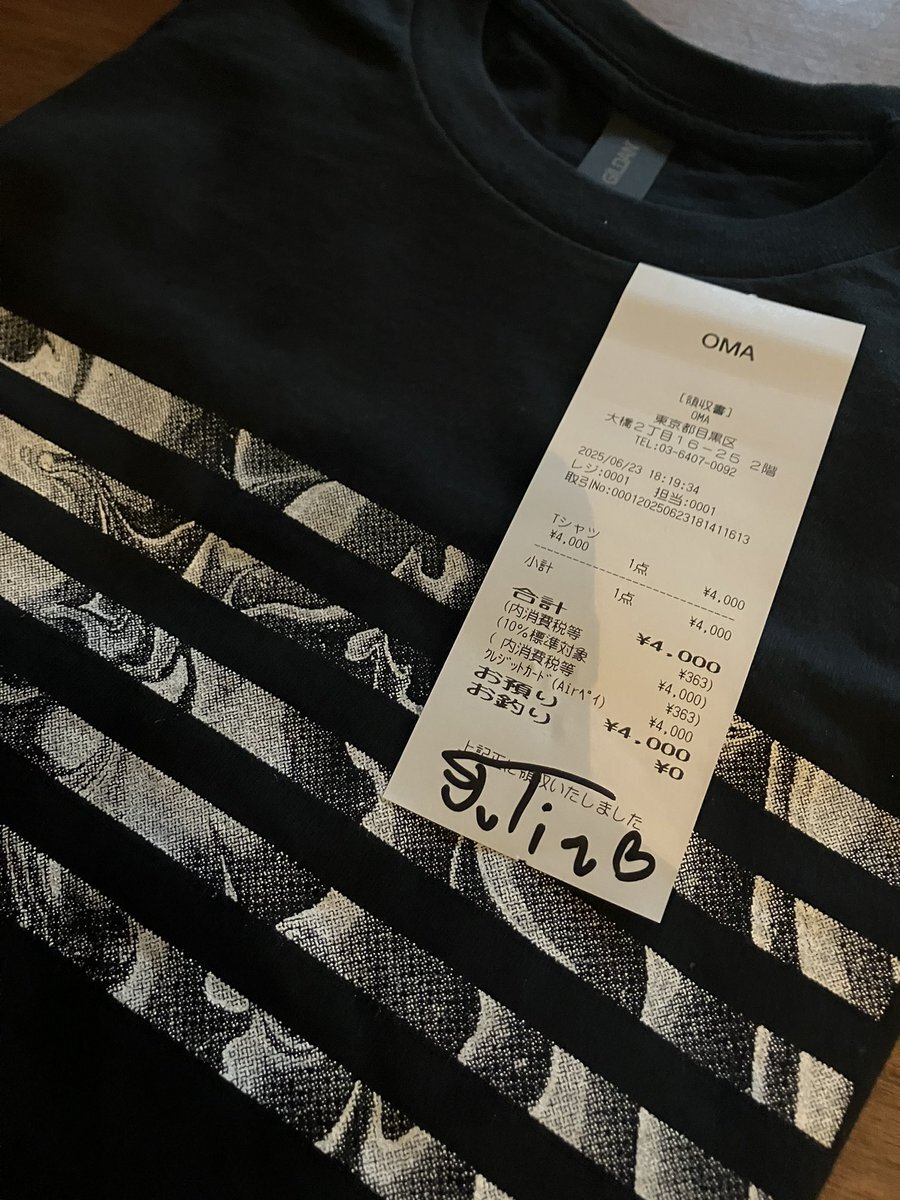 GILDAN
OMA
[領収書]
OMA
東京都目黒区
大橋2丁目16-25 2階
TEL:03-6407-0092
2025/06/23 18:19:34
レジ:0001 担当:0001
取引No:00012025062318141​1613
Tシャツ
¥4,000 1点 ¥4,000
小計 1点 ¥4,000
合計 ¥4,000
(内消費税等 ¥363)
(10%標準対象 ¥4,000)
( 内消費税等 ¥363)
クレジットカード(Airペイ) ¥4,000
お預り ¥4,000
お釣り ¥0
上記正に領収いたしました